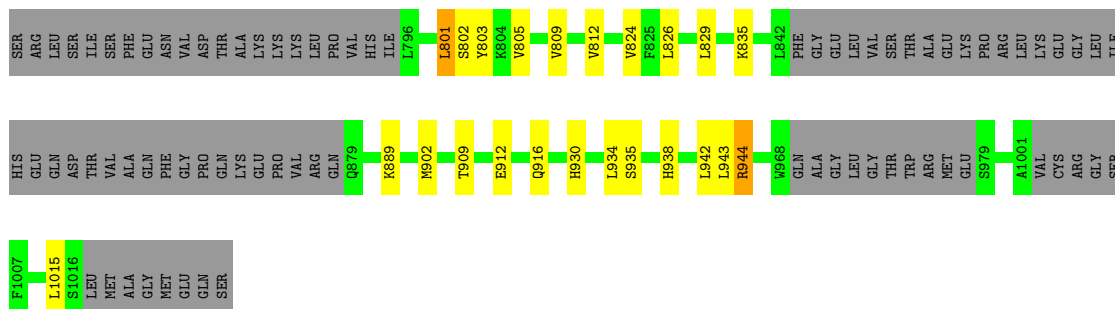 SER ARG LEU SER ILE SER PHE GLU ASN VAL ASP THR ALA LYS LYS LYS LEU PRO VAL HIS ILE L796 L801 S802 Y803 K804 V805 V809 V812 V824 F825 L826 L829 K835 L842 PHE GLY GLU LEU VAL SER THR ALA GLU LYS PRO ARG LEU LYS GLU GLY LEU ILE
HIS GLU GLN ASP THR VAL ALA GLN PHE GLY PRO GLN LYS GLU PRO VAL ARG GLN Q879 K889 M902 T909 E912 Q916 H930 L934 S935 H938 L942 L943 R944 W968 GLN ALA GLY LEU GLY THR TRP ARG MET GLU S979 A1001 VAL CYS ARG GLY SER
F1007 L1015 S1016 LEU MET ALA GLY MET GLU GLN SER